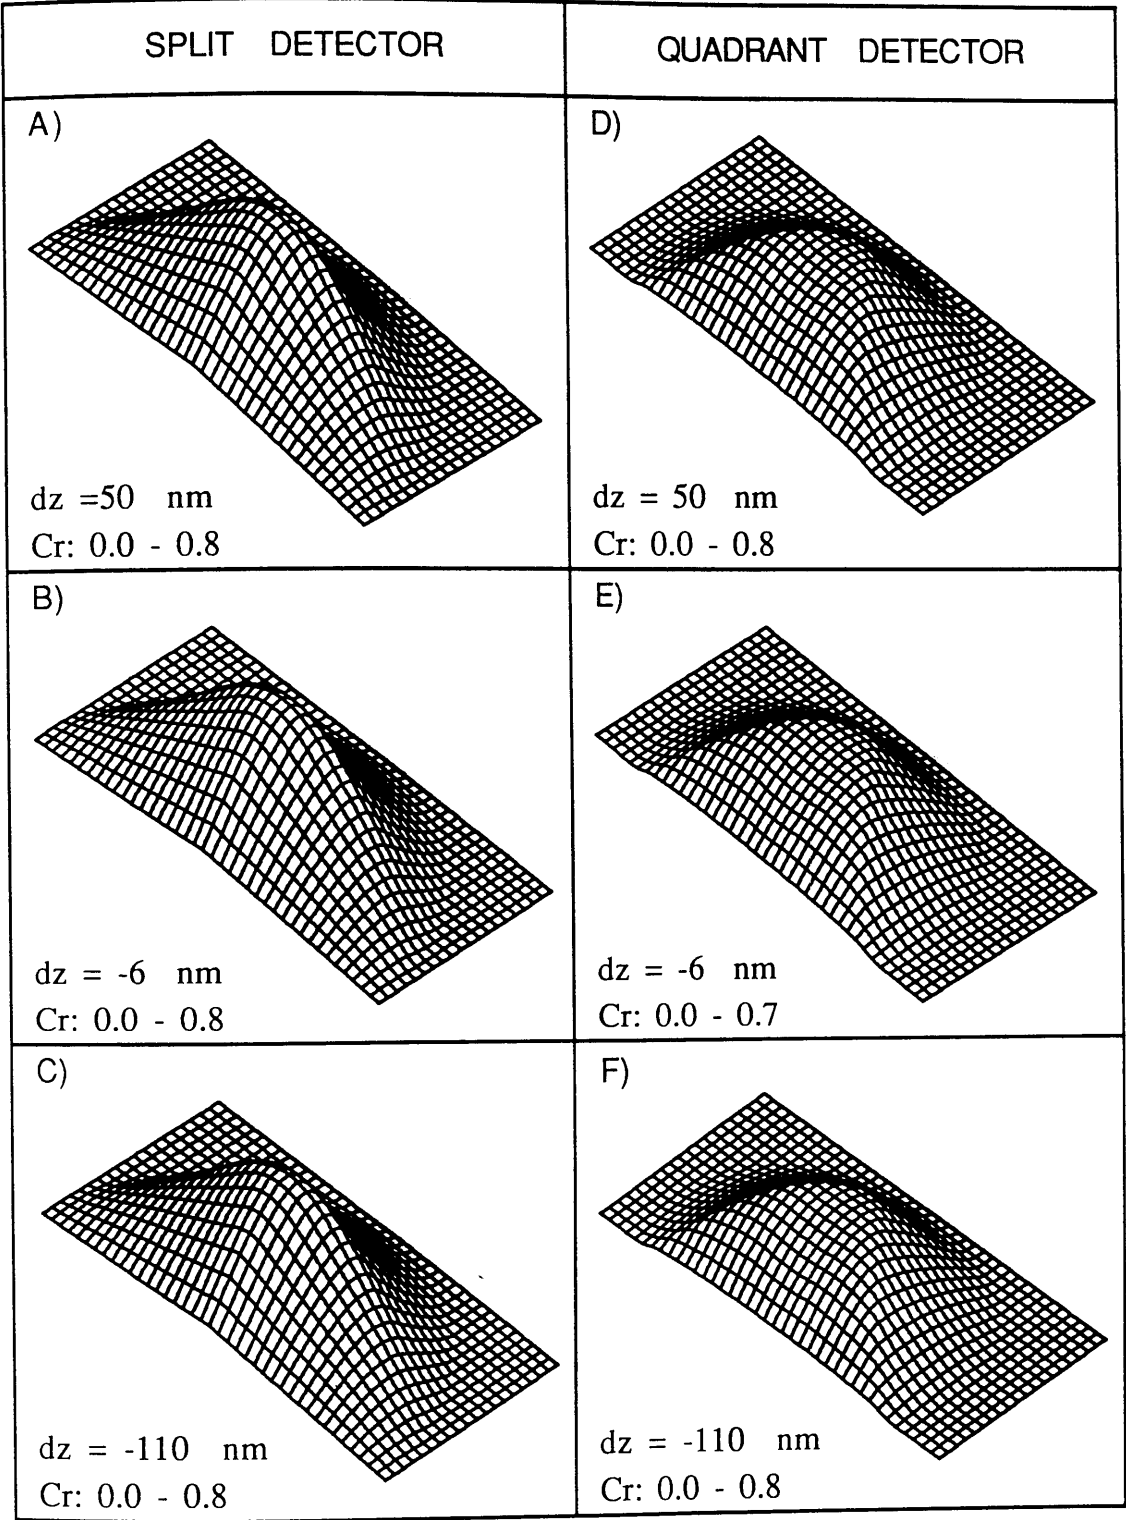 SPLIT DETECTOR
QUADRANT DETECTOR
A)
dz =50 nm
Cr: 0.0 - 0.8
D)
dz = 50 nm
Cr: 0.0 - 0.8
B)
dz = -6 nm
Cr: 0.0 - 0.8
E)
dz = -6 nm
Cr: 0.0 - 0.7
C)
dz = -110 nm
Cr: 0.0 - 0.8
F)
dz = -110 nm
Cr: 0.0 - 0.8